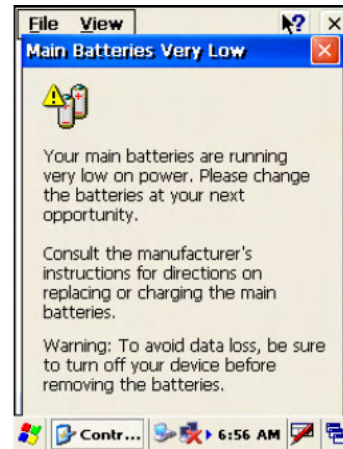 File View ? ×
Main Batteries Very Low ×
Your main batteries are running
very low on power. Please change
the batteries at your next
opportunity.
Consult the manufacturer's
instructions for directions on
replacing or charging the main
batteries.
Warning: To avoid data loss, be sure
to turn off your device before
removing the batteries.
Contr... 6:56 AM